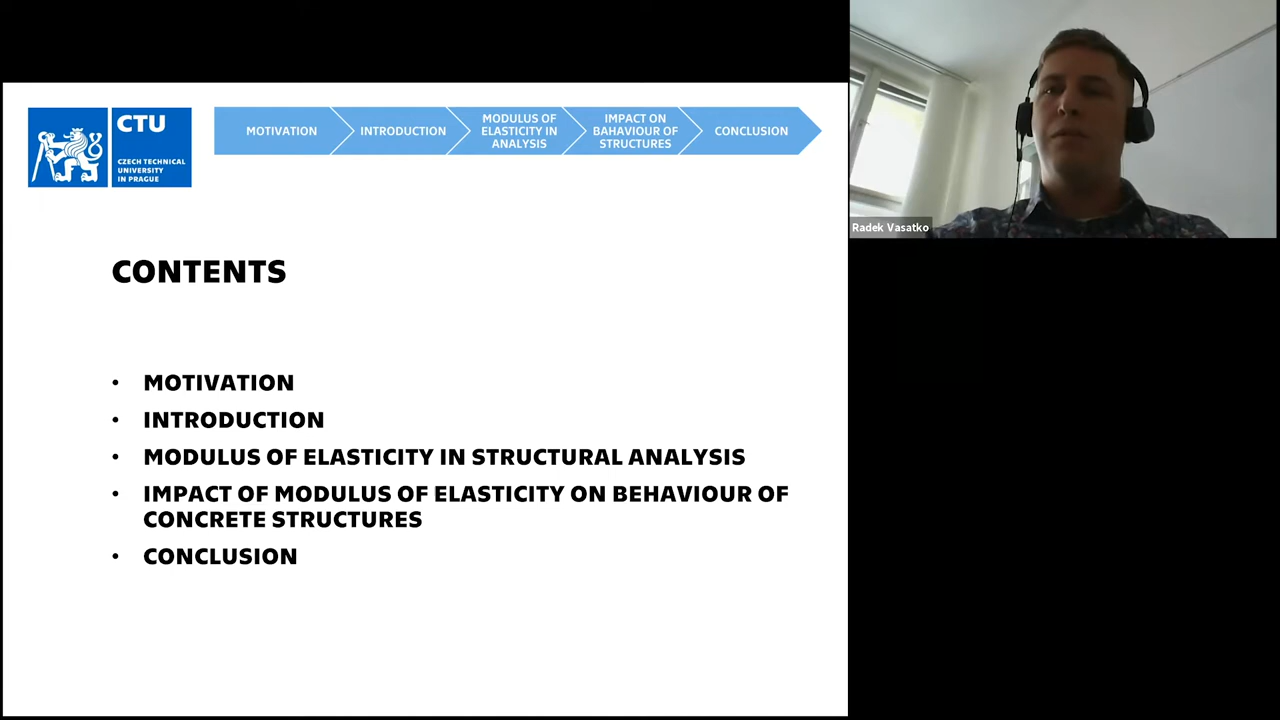 CTU
CZECH TECHNICAL
UNIVERSITY
IN PRAGUE
MOTIVATION
INTRODUCTION
MODULUS OF
ELASTICITY IN
ANALYSIS
IMPACT ON
BAHAVIOUR OF
STRUCTURES
CONCLUSION
Radek Vasatko
CONTENTS
• MOTIVATION
• INTRODUCTION
• MODULUS OF ELASTICITY IN STRUCTURAL ANALYSIS
• IMPACT OF MODULUS OF ELASTICITY ON BEHAVIOUR OF
CONCRETE STRUCTURES
• CONCLUSION